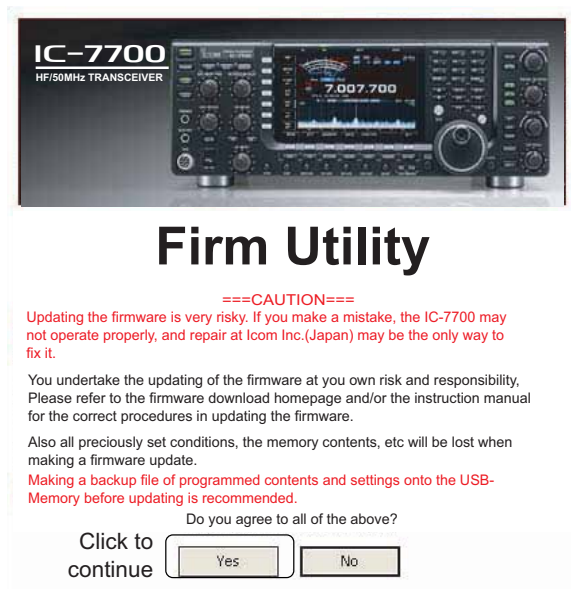 IC-7700
HF/50MHz TRANSCEIVER
7.007.700
Firm Utility
===CAUTION===
Updating the firmware is very risky. If you make a mistake, the IC-7700 may
not operate properly, and repair at Icom Inc.(Japan) may be the only way to
fix it.
You undertake the updating of the firmware at you own risk and responsibility,
Please refer to the firmware download homepage and/or the instruction manual
for the correct procedures in updating the firmware.
Also all preciously set conditions, the memory contents, etc will be lost when
making a firmware update.
Making a backup file of programmed contents and settings onto the USB-
Memory before updating is recommended.
Do you agree to all of the above?
Click to
continue
Yes
No